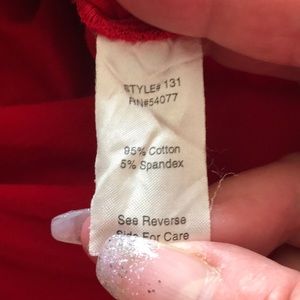 STYLE# 131
RN#54077
95% Cotton
5% Spandex
See Reverse
Side For Care